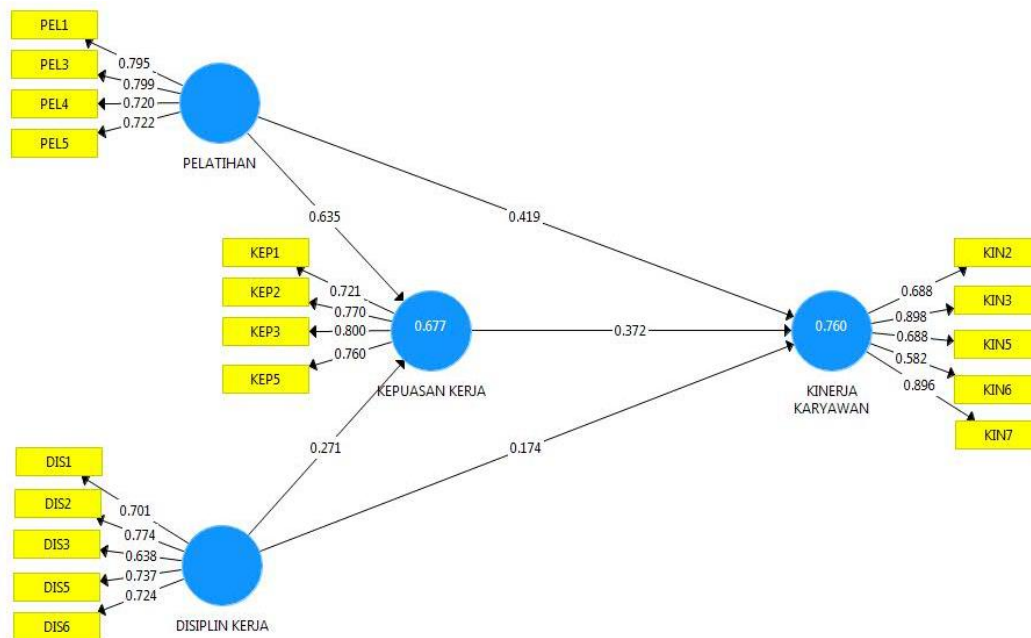 PEL1
PEL3
PEL4
PEL5
0.795
0.799
0.720
0.722
PELATIHAN
0.635
0.419
KEP1
KEP2
KEP3
KEP5
0.721
0.770
0.800
0.760
0.677
KEPUASAN KERJA
0.372
0.760
KINERJA
KARYAWAN
0.688
0.898
0.688
0.582
0.896
KIN2
KIN3
KIN5
KIN6
KIN7
0.271
0.174
DIS1
DIS2
DIS3
DIS5
DIS6
0.701
0.774
0.638
0.737
0.724
DISIPLIN KERJA